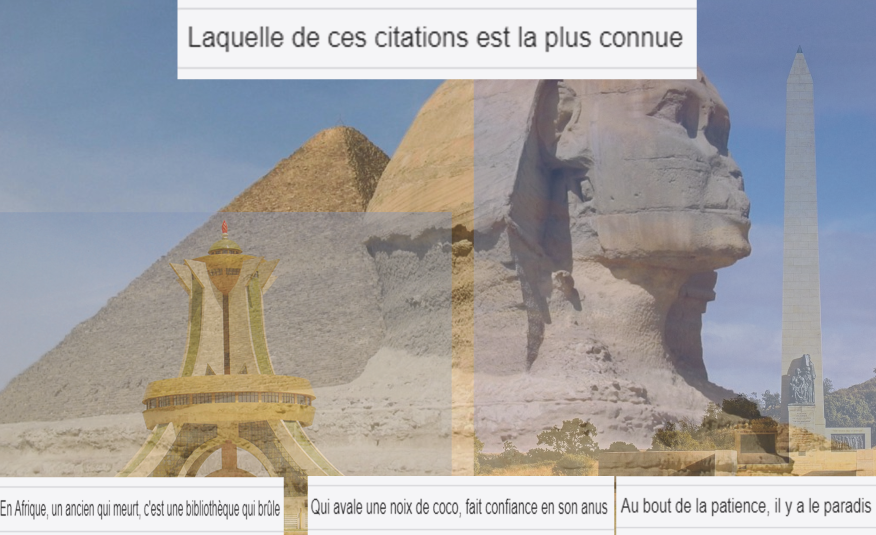 Laquelle de ces citations est la plus connue
En Afrique, un ancien qui meurt, c'est une bibliothèque qui brûle
Qui avale une noix de coco, fait confiance en son anus
Au bout de la patience, il y a le paradis